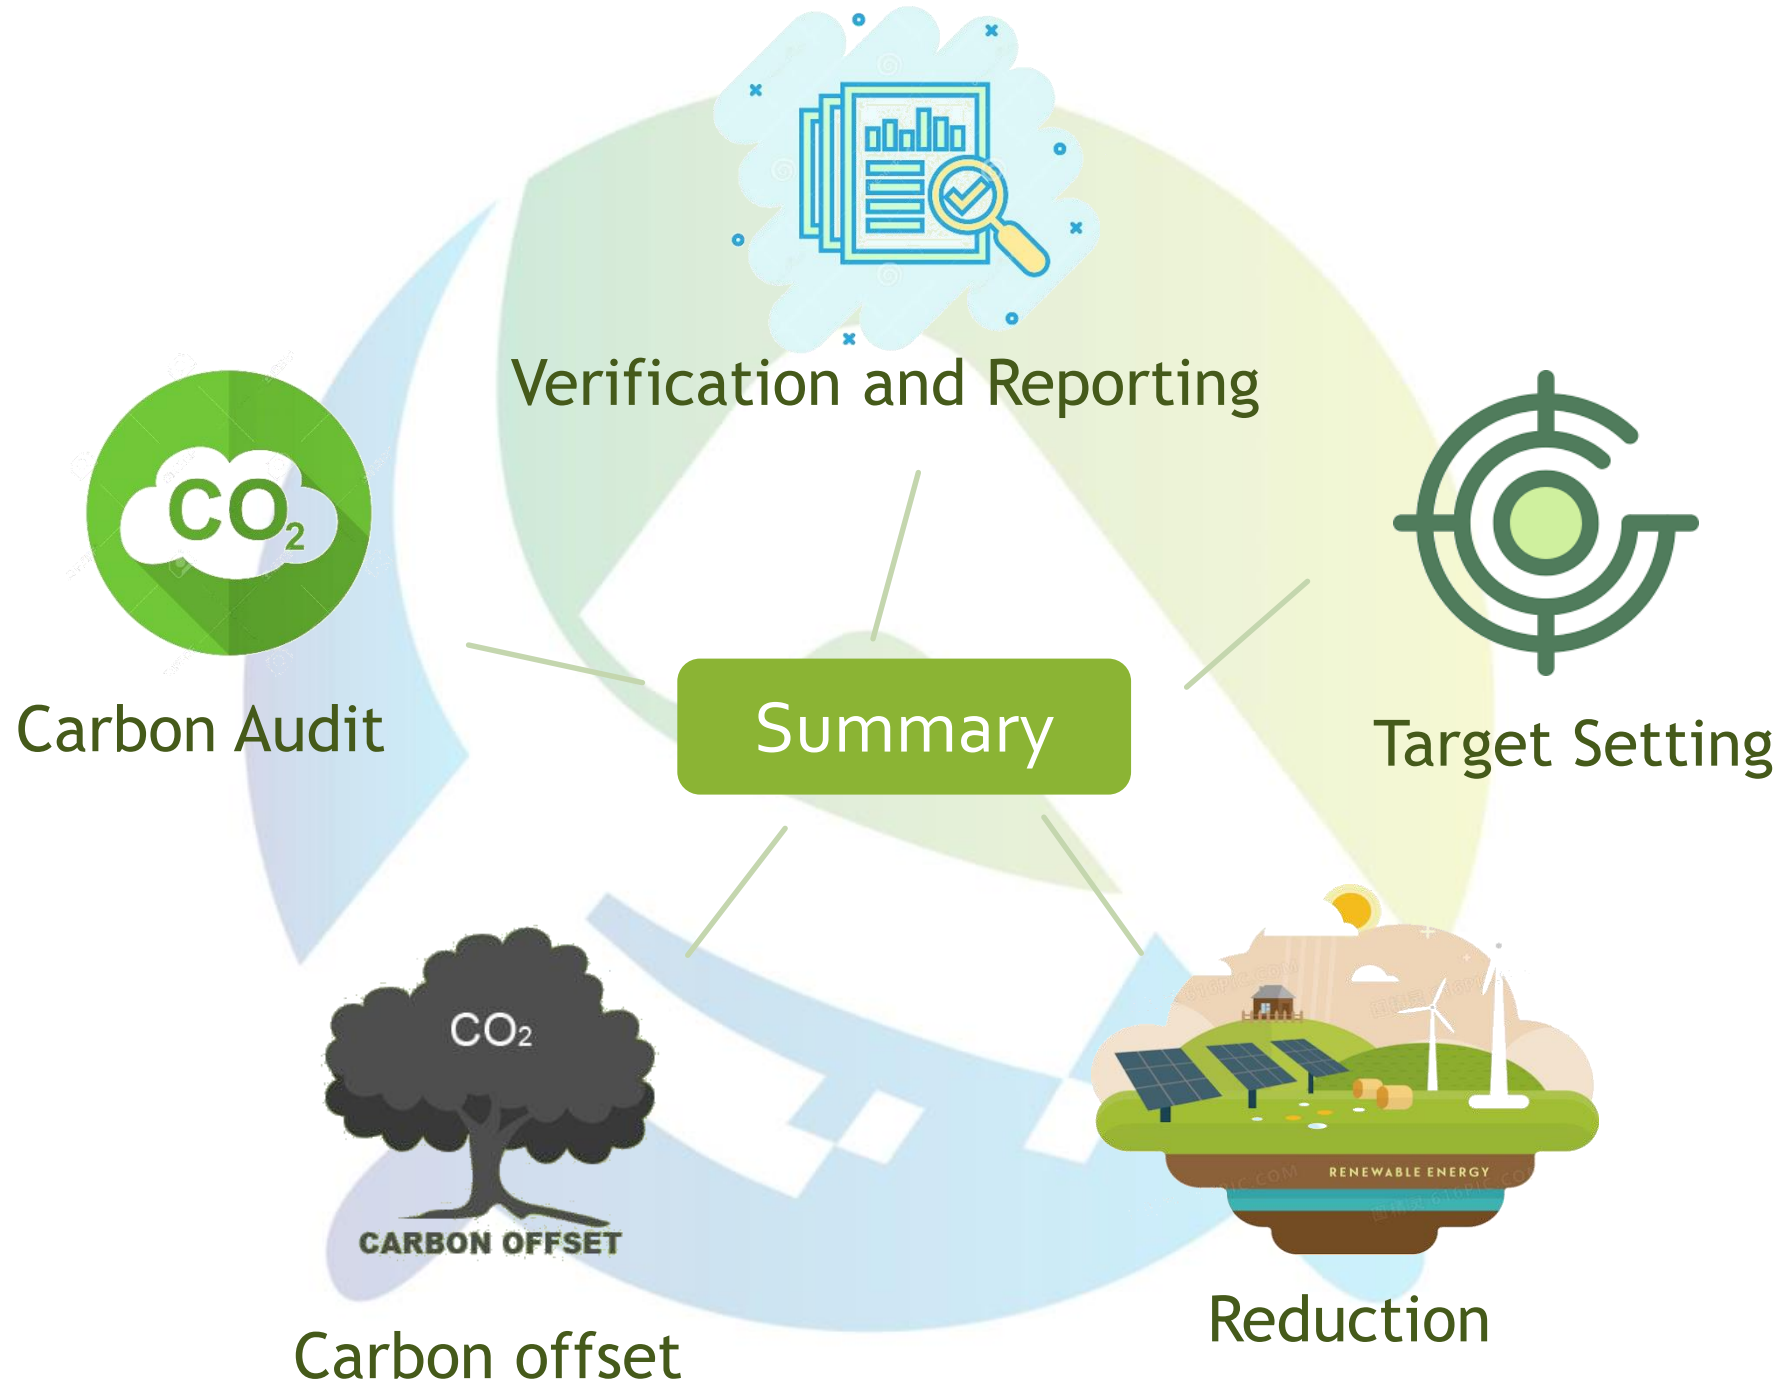 Verification and Reporting
CO₂
Carbon Audit
Summary
Target Setting
CO₂
CARBON OFFSET
Carbon offset
RENEWABLE ENERGY
Reduction